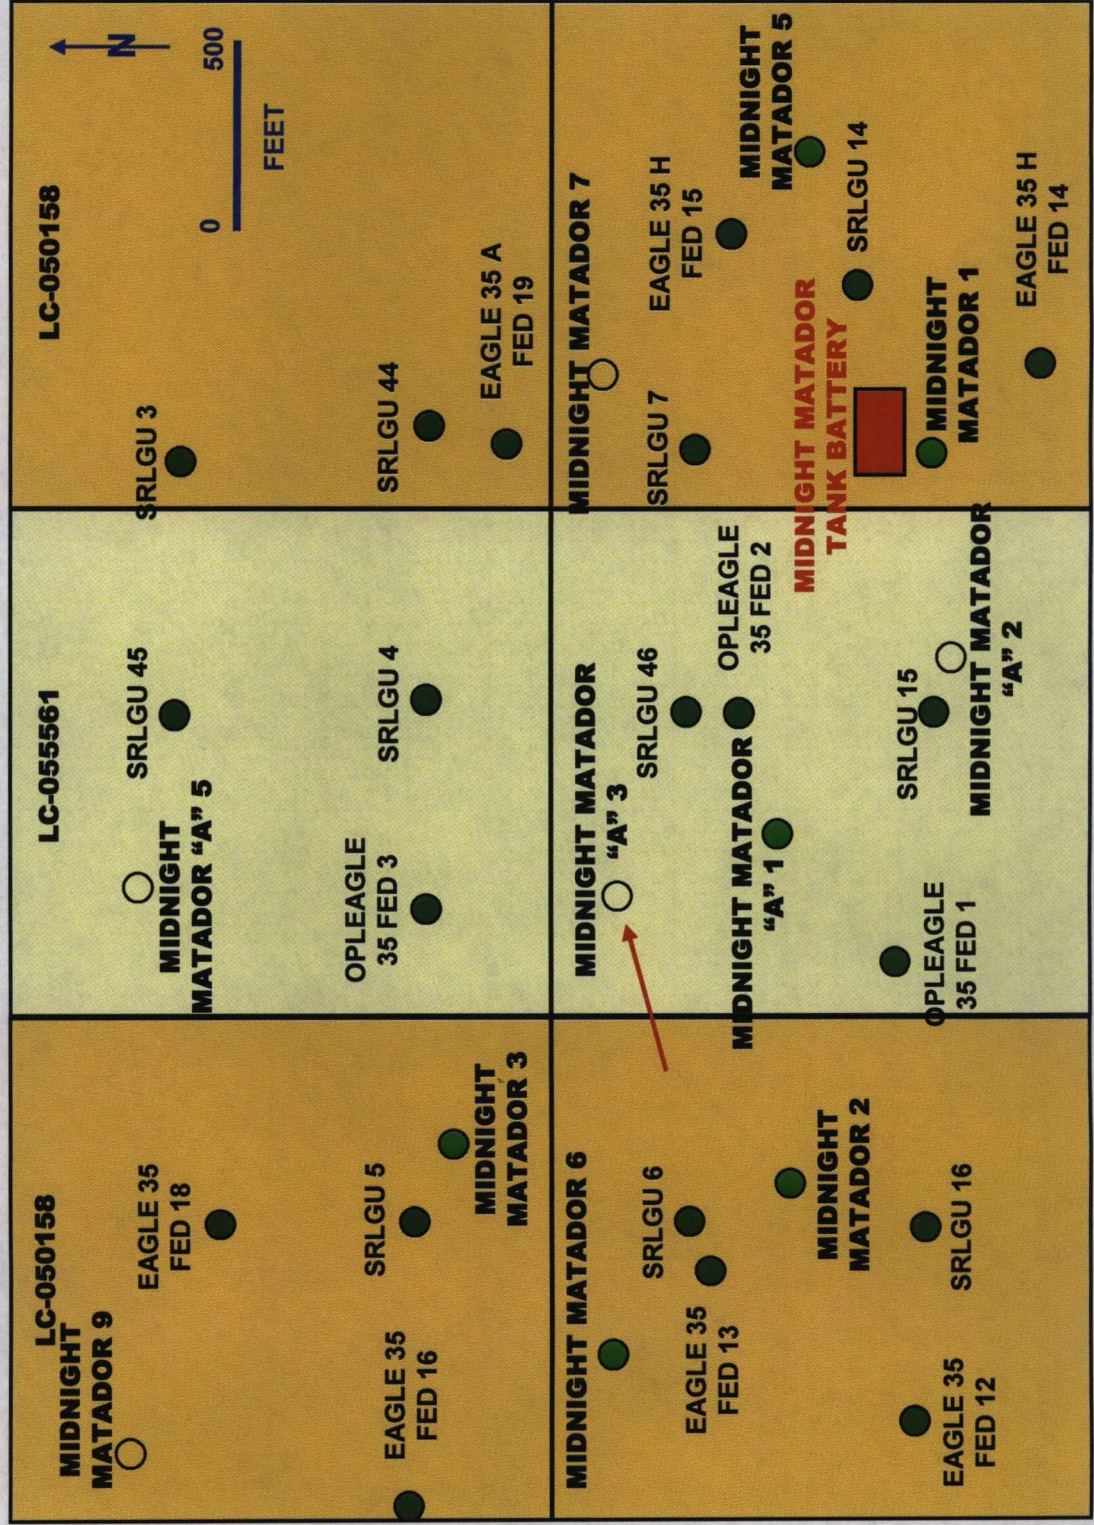 LC-050158
MIDNIGHT
MATADOR 9
EAGLE 35
FED 18
EAGLE 35
FED 16
SRLGU 5
MIDNIGHT
MATADOR 3
LC-055561
MIDNIGHT
MATADOR "A" 5
SRLGU 45
OPLEAGLE
35 FED 3
SRLGU 4
LC-050158
SRLGU 3
SRLGU 44
EAGLE 35 A
FED 19
N
0
500
FEET
MIDNIGHT MATADOR 6
SRLGU 6
EAGLE 35
FED 13
MIDNIGHT
MATADOR 2
EAGLE 35
FED 12
SRLGU 16
MIDNIGHT MATADOR
"A" 3
SRLGU 46
OPLEAGLE
35 FED 2
MIDNIGHT MATADOR
"A" 1
SRLGU 15
OPLEAGLE
35 FED 1
MIDNIGHT MATADOR
"A" 2
MIDNIGHT MATADOR 7
SRLGU 7
EAGLE 35 H
FED 15
MIDNIGHT
MATADOR 5
MIDNIGHT MATADOR
TANK BATTERY
SRLGU 14
MIDNIGHT
MATADOR 1
EAGLE 35 H
FED 14